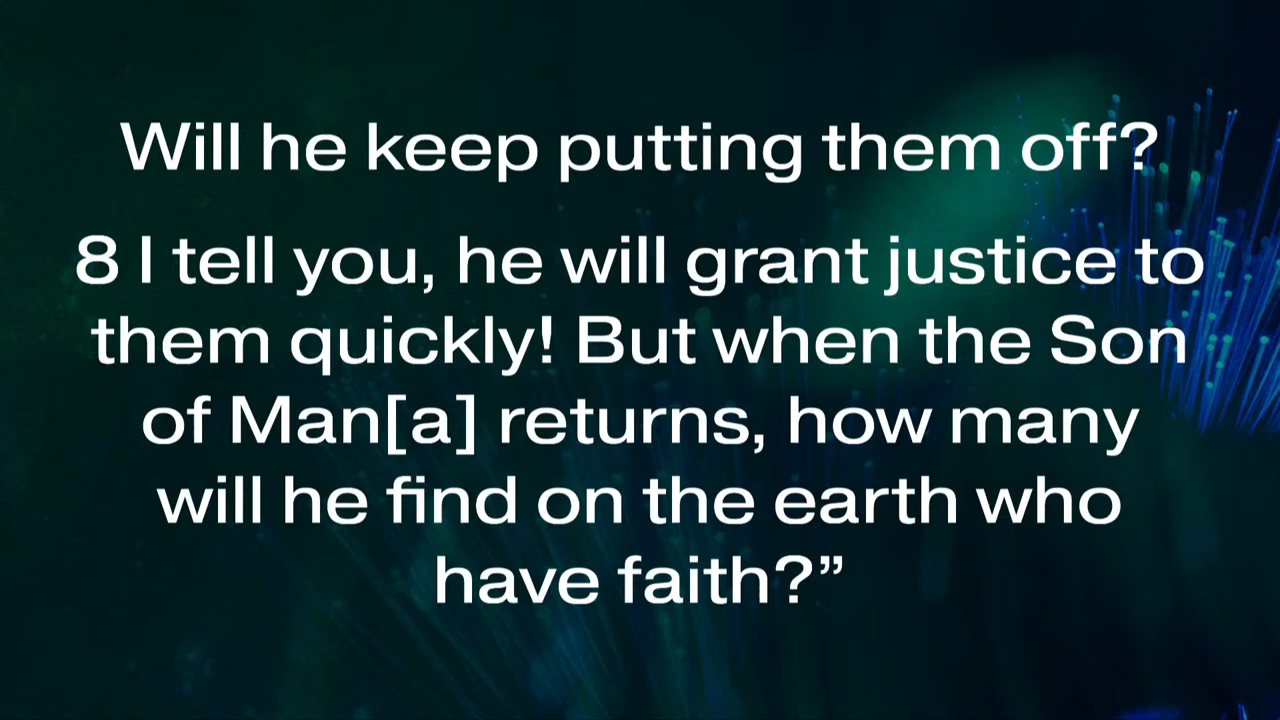 Will he keep putting them off?
8 I tell you, he will grant justice to
them quickly! But when the Son
of Man[a] returns, how many
will he find on the earth who
have faith?”